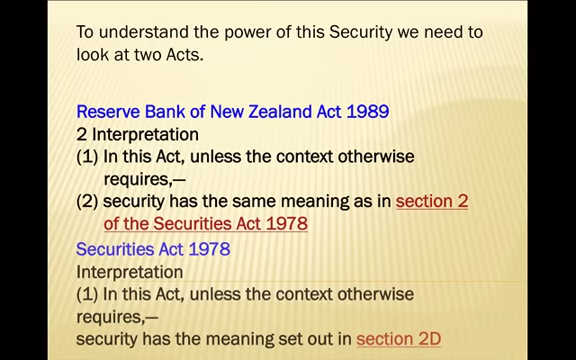 To understand the power of this Security we need to
look at two Acts.
Reserve Bank of New Zealand Act 1989
2 Interpretation
(1) In this Act, unless the context otherwise
requires,—
(2) security has the same meaning as in section 2
of the Securities Act 1978
Securities Act 1978
Interpretation
(1) In this Act, unless the context otherwise
requires,—
security has the meaning set out in section 2D